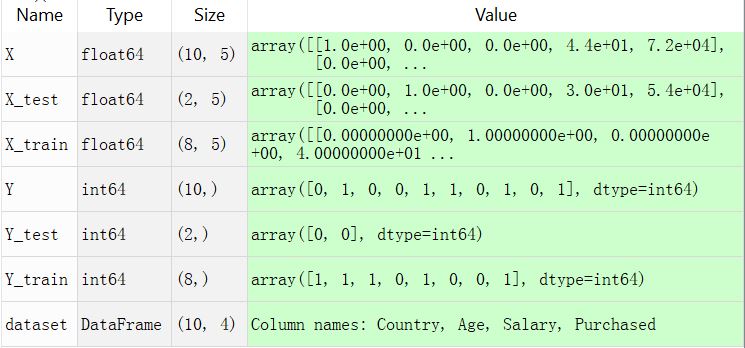 Name Type Size Value
X float64 (10, 5) array([[1.0e+00, 0.0e+00, 0.0e+00, 4.4e+01, 7.2e+04],
[0.0e+00, ...
X_test float64 (2, 5) array([[0.0e+00, 1.0e+00, 0.0e+00, 3.0e+01, 5.4e+04],
[0.0e+00, ...
X_train float64 (8, 5) array([[0.00000000e+00, 1.00000000e+00, 0.00000000e
+00, 4.00000000e+01 ...
Y int64 (10,) array([0, 1, 0, 0, 1, 1, 0, 1, 0, 1], dtype=int64)
Y_test int64 (2,) array([0, 0], dtype=int64)
Y_train int64 (8,) array([1, 1, 1, 0, 1, 0, 0, 1], dtype=int64)
dataset DataFrame (10, 4) Column names: Country, Age, Salary, Purchased